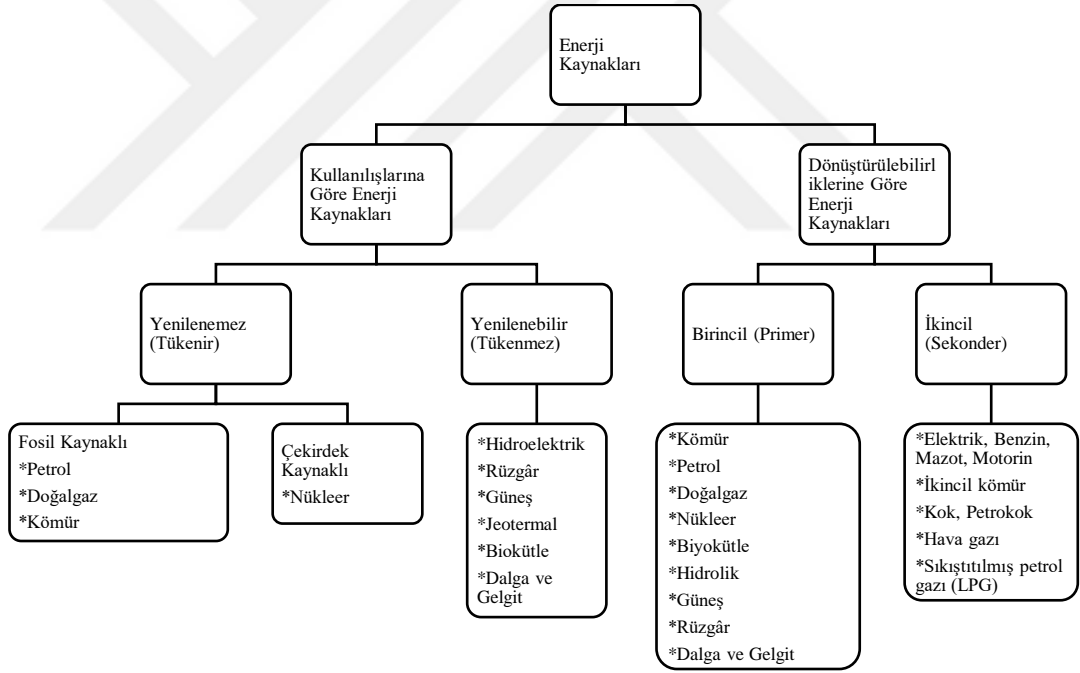 Enerji
Kaynakları
Kullanılışlarına
Göre Enerji
Kaynakları
Dönüştürülebilirl
iklerine Göre
Enerji
Kaynakları
Yenilenemez
(Tükenir)
Yenilenebilir
(Tükenmez)
Birincil (Primer)
İkincil
(Sekonder)
Fosil Kaynaklı
*Petrol
*Doğalgaz
*Kömür
Çekirdek
Kaynaklı
*Nükleer
*Hidroelektrik
*Rüzgâr
*Güneş
*Jeotermal
*Biokütle
*Dalga ve
Gelgit
*Kömür
*Petrol
*Doğalgaz
*Nükleer
*Biyokütle
*Hidrolik
*Güneş
*Rüzgâr
*Dalga ve Gelgit
*Elektrik, Benzin,
Mazot, Motorin
*İkincil kömür
*Kok, Petrokok
*Hava gazı
*Sıkıştıtılmış petrol
gazı (LPG)